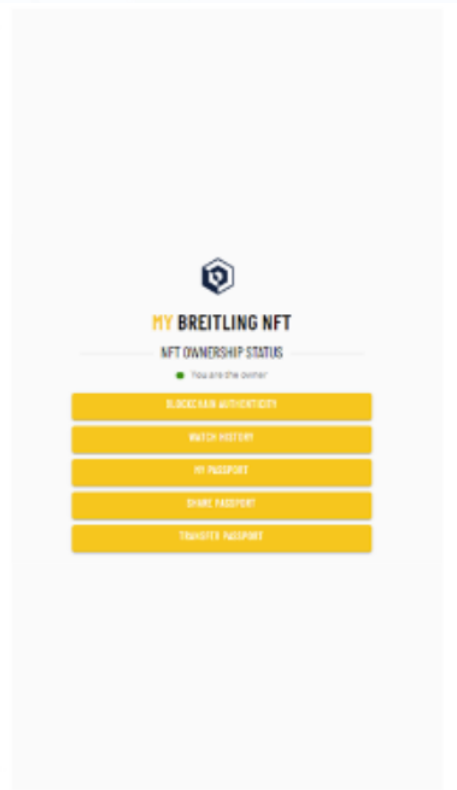 MY BREITLING NFT
NFT OWNERSHIP STATUS
You are the owner
BLOCKCHAIN AUTHENTICITY
WATCH HISTORY
MY PASSPORT
SHARE PASSPORT
TRANSFER PASSPORT